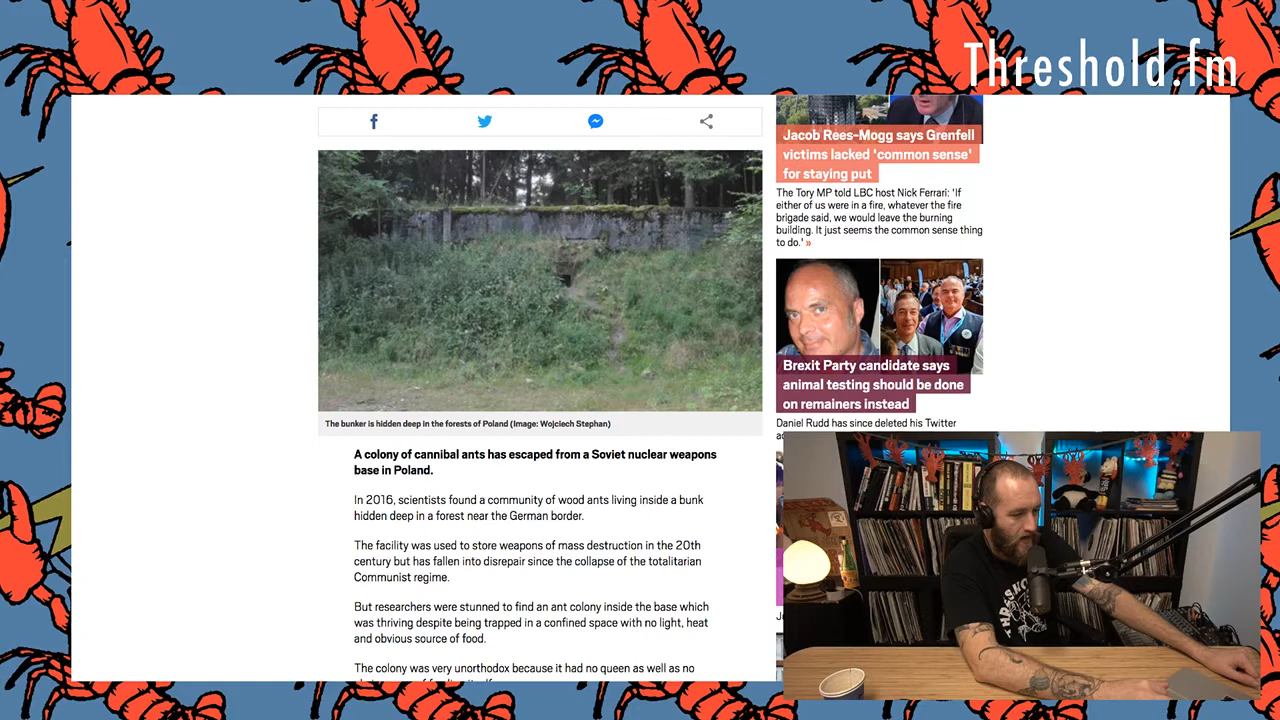 Threshold.fm
The bunker is hidden deep in the forests of Poland (Image: Wojciech Stephan)
A colony of cannibal ants has escaped from a Soviet nuclear weapons
base in Poland.
In 2016, scientists found a community of wood ants living inside a bunk
hidden deep in a forest near the German border.
The facility was used to store weapons of mass destruction in the 20th
century but has fallen into disrepair since the collapse of the totalitarian
Communist regime.
But researchers were stunned to find an ant colony inside the base which
was thriving despite being trapped in a confined space with no light, heat
and obvious source of food.
The colony was very unorthodox because it had no queen as well as no
Jacob Rees-Mogg says Grenfell
victims lacked 'common sense'
for staying put
The Tory MP told LBC host Nick Ferrari: 'If
either of us were in a fire, whatever the fire
brigade said, we would leave the burning
building. It just seems the common sense thing
to do.' »
Brexit Party candidate says
animal testing should be done
on remainers instead
Daniel Rudd has since deleted his Twitter